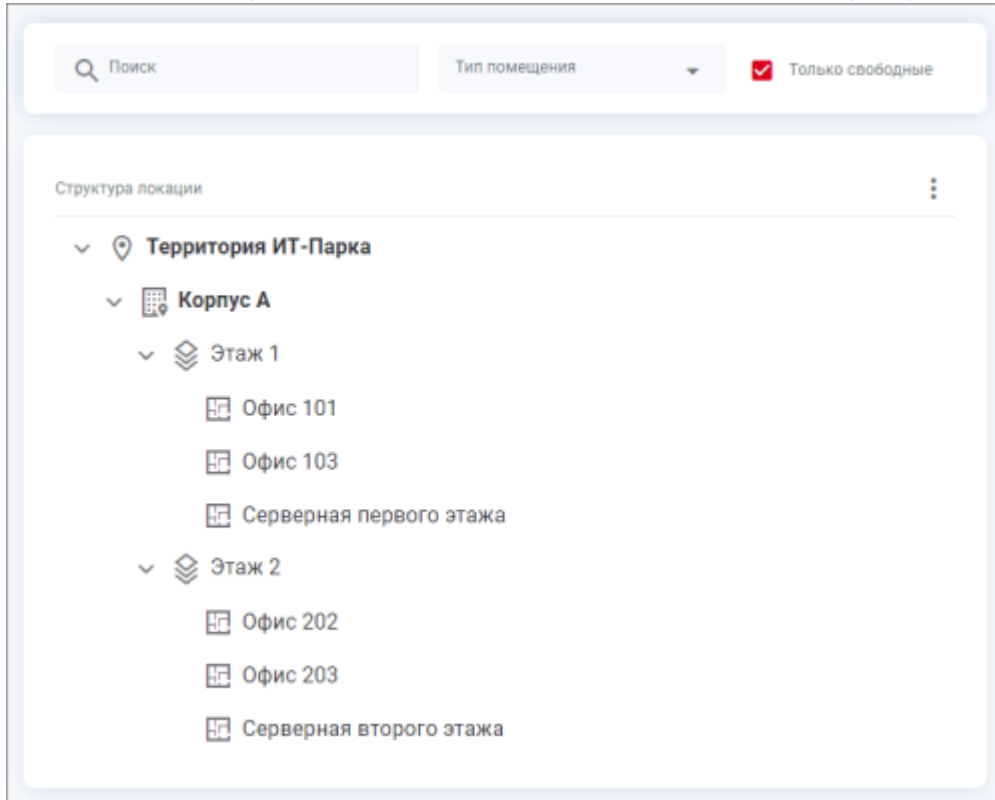 Поиск
Тип помещения
Только свободные
Структура локации
Территория ИТ-Парка
Корпус А
Этаж 1
Офис 101
Офис 103
Серверная первого этажа
Этаж 2
Офис 202
Офис 203
Серверная второго этажа